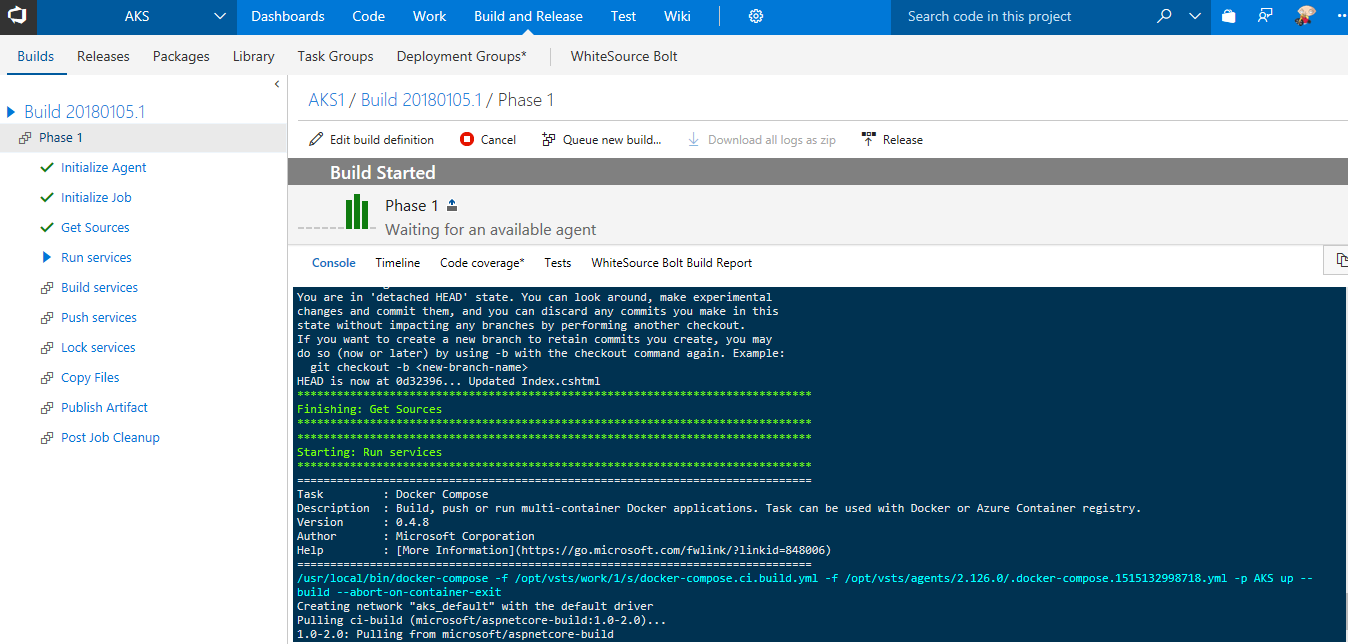 AKS
Dashboards Code Work Build and Release Test Wiki
Search code in this project
Builds Releases Packages Library Task Groups Deployment Groups* WhiteSource Bolt
Build 20180105.1
Phase 1
Initialize Agent
Initialize Job
Get Sources
Run services
Build services
Push services
Lock services
Copy Files
Publish Artifact
Post Job Cleanup
AKS1 / Build 20180105.1 / Phase 1
Edit build definition Cancel Queue new build... Download all logs as zip Release
Build Started
Phase 1
Waiting for an available agent
Console Timeline Code coverage* Tests WhiteSource Bolt Build Report
You are in 'detached HEAD' state. You can look around, make experimental
changes and commit them, and you can discard any commits you make in this
state without impacting any branches by performing another checkout.
If you want to create a new branch to retain commits you create, you may
do so (now or later) by using -b with the checkout command again. Example:
git checkout -b <new-branch-name>
HEAD is now at 0d32396... Updated Index.cshtml
******************************************************************************
Finishing: Get Sources
******************************************************************************
******************************************************************************
Starting: Run services
******************************************************************************
==============================================================================
Task : Docker Compose
Description : Build, push or run multi-container Docker applications. Task can be used with Docker or Azure Container registry.
Version : 0.4.8
Author : Microsoft Corporation
Help : [More Information](https://go.microsoft.com/fwlink/?linkid=848006)
==============================================================================
/usr/local/bin/docker-compose -f /opt/vsts/work/1/s/docker-compose.ci.build.yml -f /opt/vsts/agents/2.126.0/.docker-compose.1515132998718.yml -p AKS up --
build --abort-on-container-exit
Creating network "aks_default" with the default driver
Pulling ci-build (microsoft/aspnetcore-build:1.0-2.0)...
1.0-2.0: Pulling from microsoft/aspnetcore-build